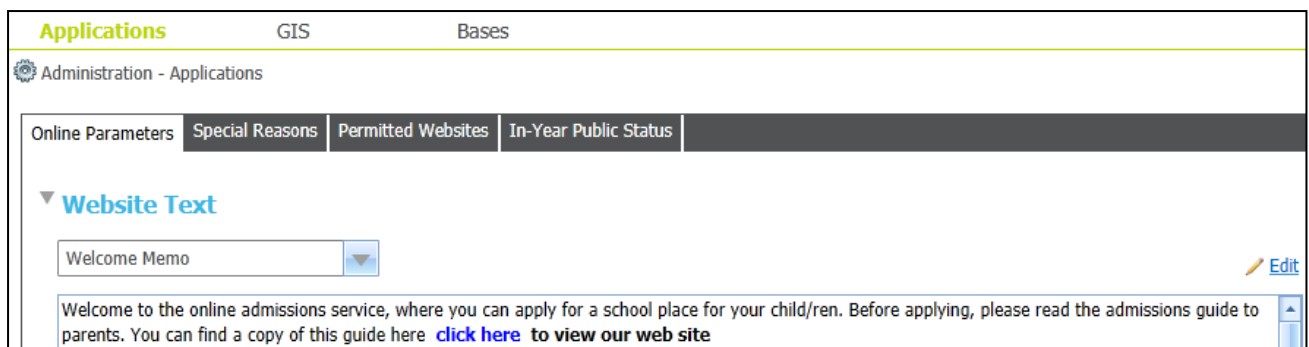 Applications GIS Bases
Administration - Applications
Online Parameters Special Reasons Permitted Websites In-Year Public Status
Website Text
Welcome Memo
Edit
Welcome to the online admissions service, where you can apply for a school place for your child/ren. Before applying, please read the admissions guide to
parents. You can find a copy of this guide here click here to view our web site